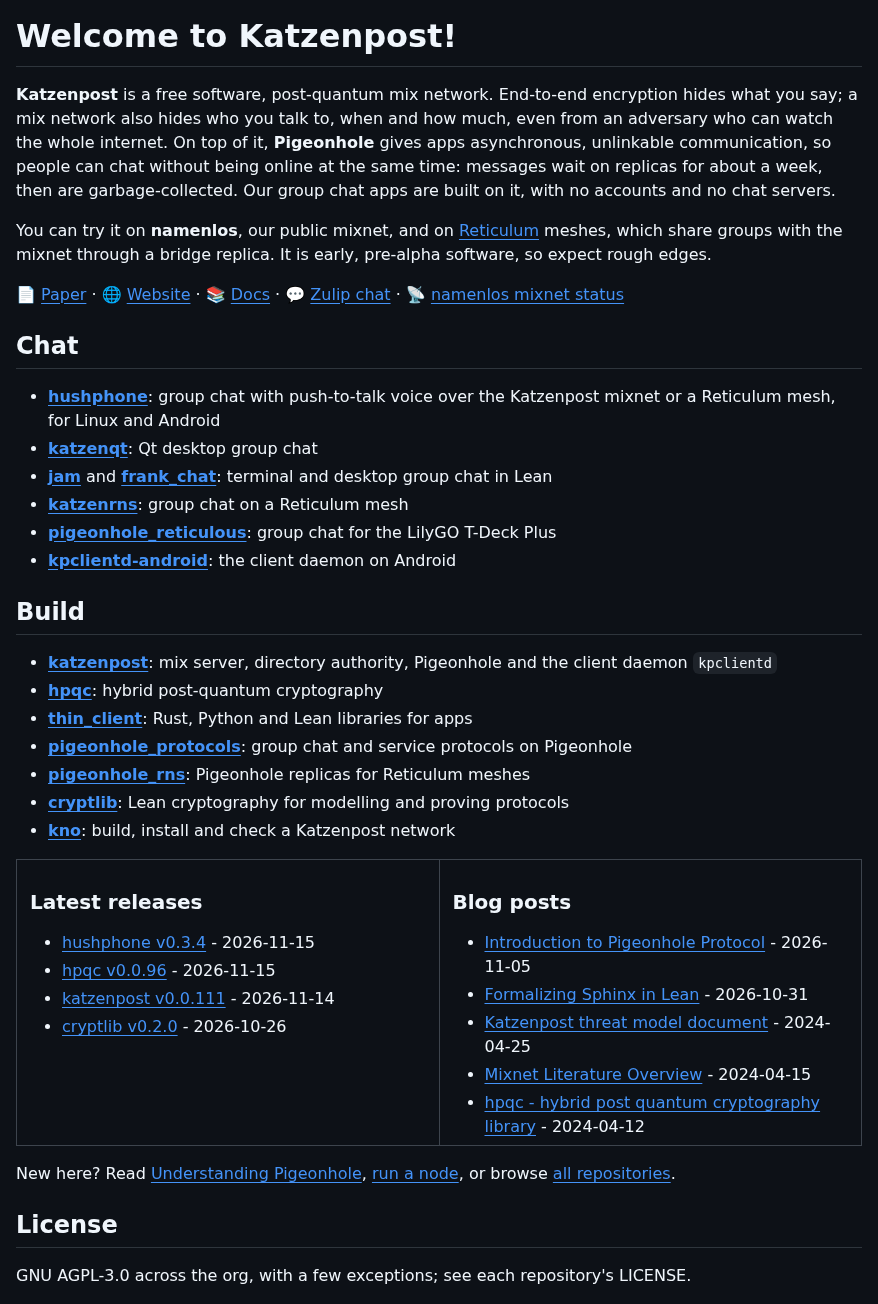 Welcome to Katzenpost!
Katzenpost is a free software, post-quantum mix network. End-to-end encryption hides what you say; a
mix network also hides who you talk to, when and how much, even from an adversary who can watch
the whole internet. On top of it, Pigeonhole gives apps asynchronous, unlinkable communication, so
people can chat without being online at the same time: messages wait on replicas for about a week,
then are garbage-collected. Our group chat apps are built on it, with no accounts and no chat servers.
You can try it on namenlos, our public mixnet, and on Reticulum meshes, which share groups with the
mixnet through a bridge replica. It is early, pre-alpha software, so expect rough edges.
📄 Paper · 🌐 Website · 📚 Docs · 💬 Zulip chat · 📡 namenlos mixnet status
Chat
• hushphone: group chat with push-to-talk voice over the Katzenpost mixnet or a Reticulum mesh,
for Linux and Android
• katzenqt: Qt desktop group chat
• jam and frank_chat: terminal and desktop group chat in Lean
• katzenrns: group chat on a Reticulum mesh
• pigeonhole_reticulous: group chat for the LilyGO T-Deck Plus
• kpclientd-android: the client daemon on Android
Build
• katzenpost: mix server, directory authority, Pigeonhole and the client daemon kpclientd
• hpqc: hybrid post-quantum cryptography
• thin_client: Rust, Python and Lean libraries for apps
• pigeonhole_protocols: group chat and service protocols on Pigeonhole
• pigeonhole_rns: Pigeonhole replicas for Reticulum meshes
• cryptlib: Lean cryptography for modelling and proving protocols
• kno: build, install and check a Katzenpost network
Latest releases
• hushphone v0.3.4 - 2026-11-15
• hpqc v0.0.96 - 2026-11-15
• katzenpost v0.0.111 - 2026-11-14
• cryptlib v0.2.0 - 2026-10-26
Blog posts
• Introduction to Pigeonhole Protocol - 2026-
11-05
• Formalizing Sphinx in Lean - 2026-10-31
• Katzenpost threat model document - 2024-
04-25
• Mixnet Literature Overview - 2024-04-15
• hpqc - hybrid post quantum cryptography
library - 2024-04-12
New here? Read Understanding Pigeonhole, run a node, or browse all repositories.
License
GNU AGPL-3.0 across the org, with a few exceptions; see each repository's LICENSE.